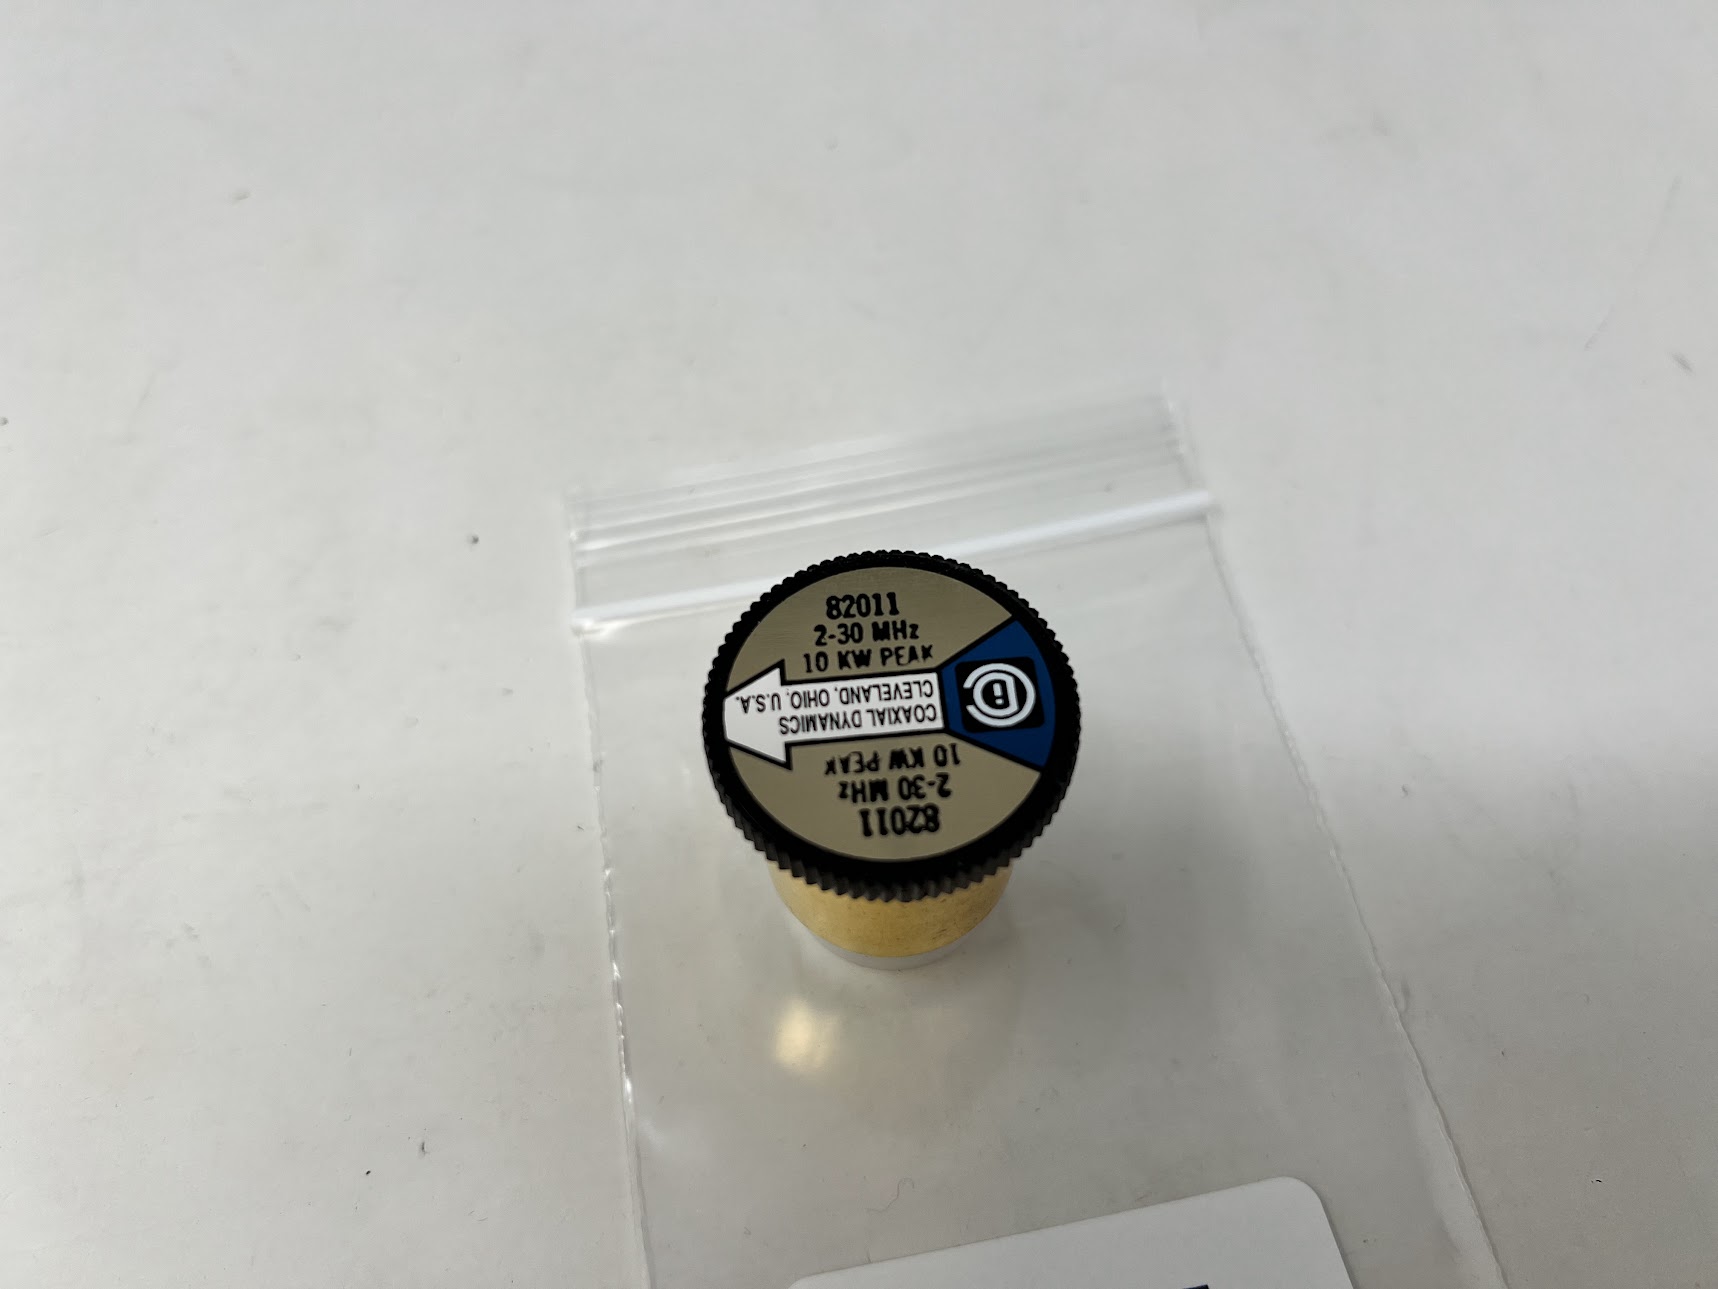 82011
2-30 MHz
10 KW PEAK
COAXIAL DYNAMICS
CLEVELAND, OHIO, U.S.A.
10 KW PEAK
2-30 MHz
82011